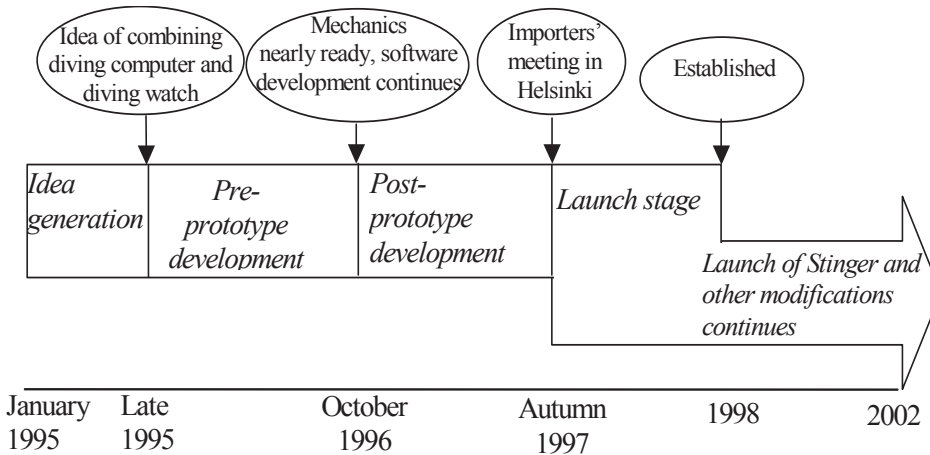 Idea of combining
diving computer and
diving watch
Mechanics
nearly ready, software
development continues
Importers'
meeting in
Helsinki
Established
Idea
generation
Pre-
prototype
development
Post-
prototype
development
Launch stage
Launch of Stinger and
other modifications
continues
January
1995
Late
1995
October
1996
Autumn
1997
1998
2002